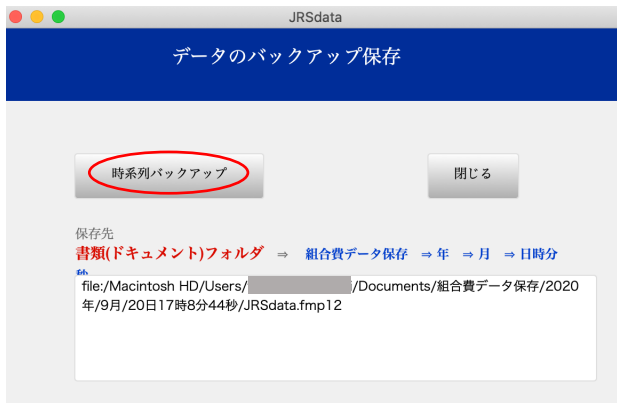 JRSdata
データのバックアップ保存
時系列バックアップ
閉じる
保存先
書類(ドキュメント)フォルダ ⇒ 組合費データ保存 ⇒ 年 ⇒ 月 ⇒ 日時分
秒
file:/Macintosh HD/Users/ /Documents/組合費データ保存/2020
年/9月/20日17時8分44秒/JRSdata.fmp12